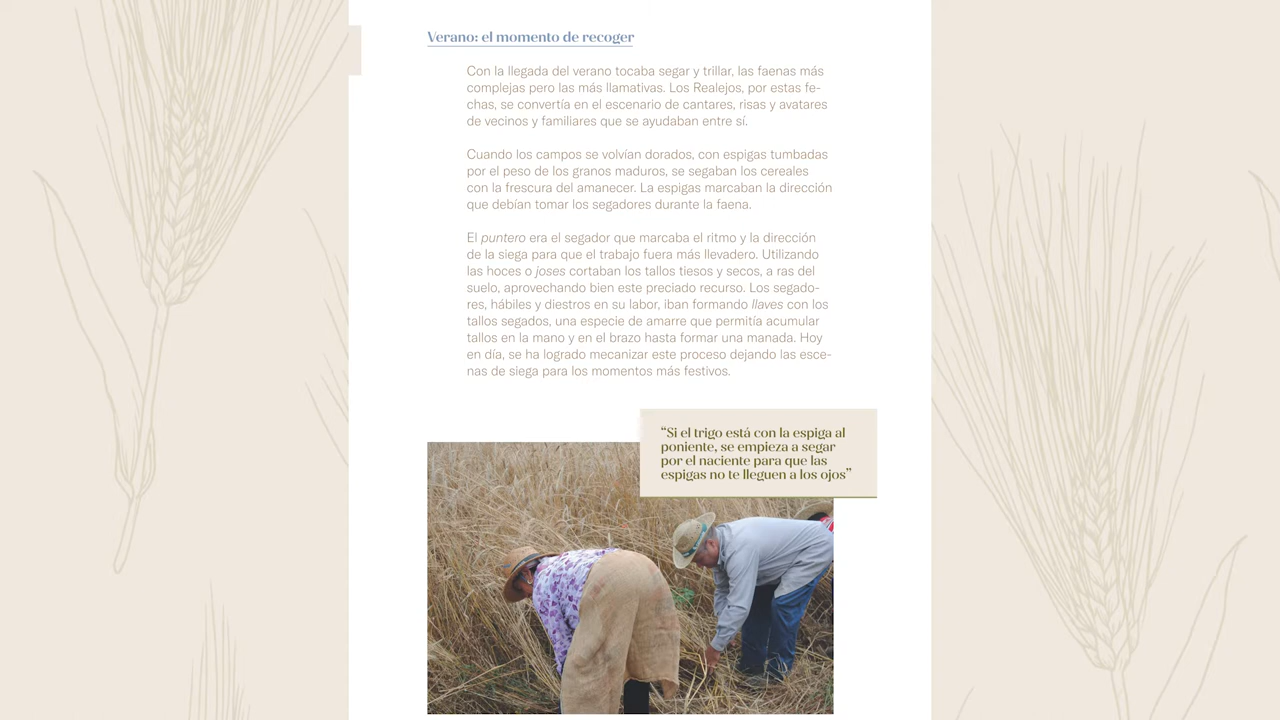 Verano: el momento de recoger
Con la llegada del verano tocaba segar y trillar, las faenas más
complejas pero las más llamativas. Los Realejos, por estas fe-
chas, se convertía en el escenario de cantares, risas y avatares
de vecinos y familiares que se ayudaban entre sí.
Cuando los campos se volvían dorados, con espigas tumbadas
por el peso de los granos maduros, se segaban los cereales
con la frescura del amanecer. La espigas marcaban la dirección
que debían tomar los segadores durante la faena.
El puntero era el segador que marcaba el ritmo y la dirección
de la siega para que el trabajo fuera más llevadero. Utilizando
las hoces o joses cortaban los tallos tiesos y secos, a ras del
suelo, aprovechando bien este preciado recurso. Los segado-
res, hábiles y diestros en su labor, iban formando llaves con los
tallos segados, una especie de amarre que permitía acumular
tallos en la mano y en el brazo hasta formar una manada. Hoy
en día, se ha logrado mecanizar este proceso dejando las esce-
nas de siega para los momentos más festivos.
“Si el trigo está con la espiga al
poniente, se empieza a segar
por el naciente para que las
espigas no te lleguen a los ojos”